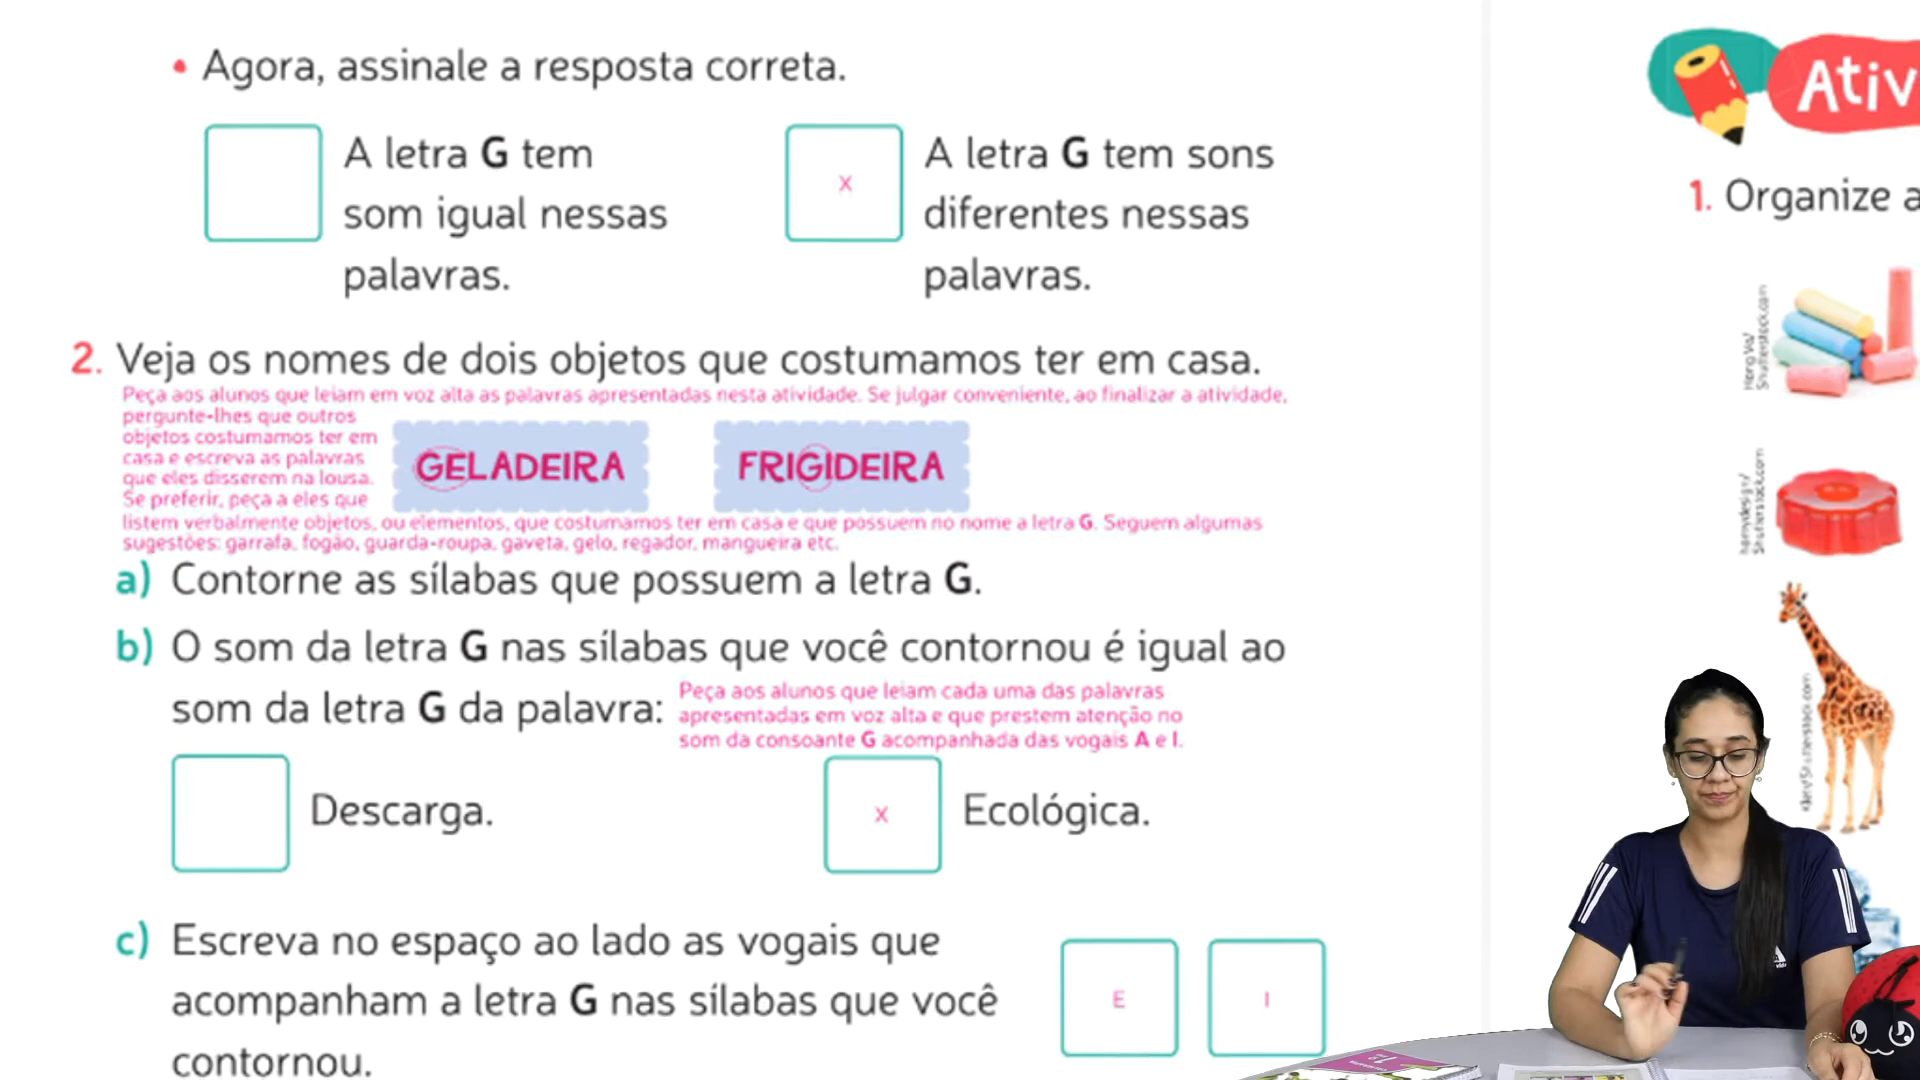 • Agora, assinale a resposta correta.
A letra G tem
som igual nessas
palavras.
x
A letra G tem sons
diferentes nessas
palavras.
2. Veja os nomes de dois objetos que costumamos ter em casa.
Peça aos alunos que leiam em voz alta as palavras apresentadas nesta atividade. Se julgar conveniente, ao finalizar a atividade,
pergunte-lhes que outros
objetos costumamos ter em
casa e escreva as palavras
que eles disserem na lousa.
Se preferir, peça a eles que
GELADEIRA FRIGIDEIRA
listem verbalmente objetos, ou elementos, que costumamos ter em casa e que possuem no nome a letra G. Seguem algumas
sugestões: garrafa, fogão, guarda-roupa, gaveta, gelo, regador, mangueira etc.
a) Contorne as sílabas que possuem a letra G.
b) O som da letra G nas sílabas que você contornou é igual ao
som da letra G da palavra:
Peça aos alunos que leiam cada uma das palavras
apresentadas em voz alta e que prestem atenção no
som da consoante G acompanhada das vogais A e I.
Descarga.
x Ecológica.
c) Escreva no espaço ao lado as vogais que
acompanham a letra G nas sílabas que você
contornou.
E I
Ativ
1. Organize a
Shutterstock.com
Shutterstock.com